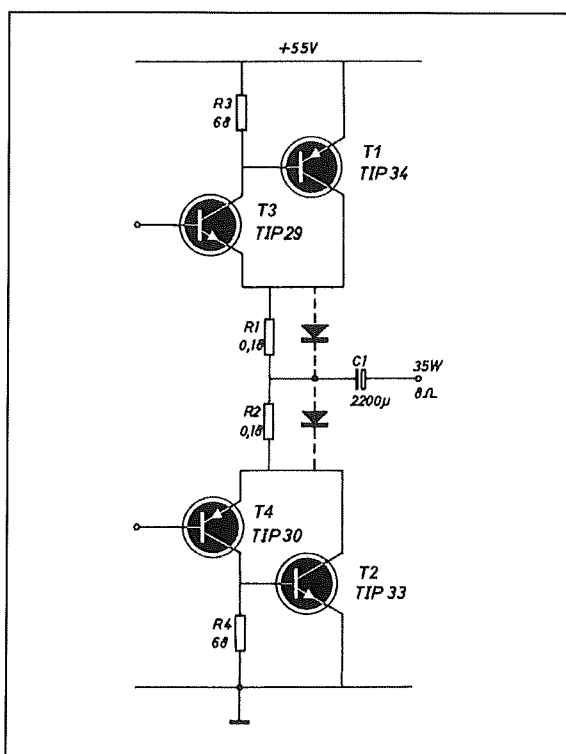 +55V
R3
68
T1
TIP 34
T3
TIP 29
R1
0,18
C1
2200µ
35W
8Ω
R2
0,18
T4
TIP 30
T2
TIP 33
R4
68